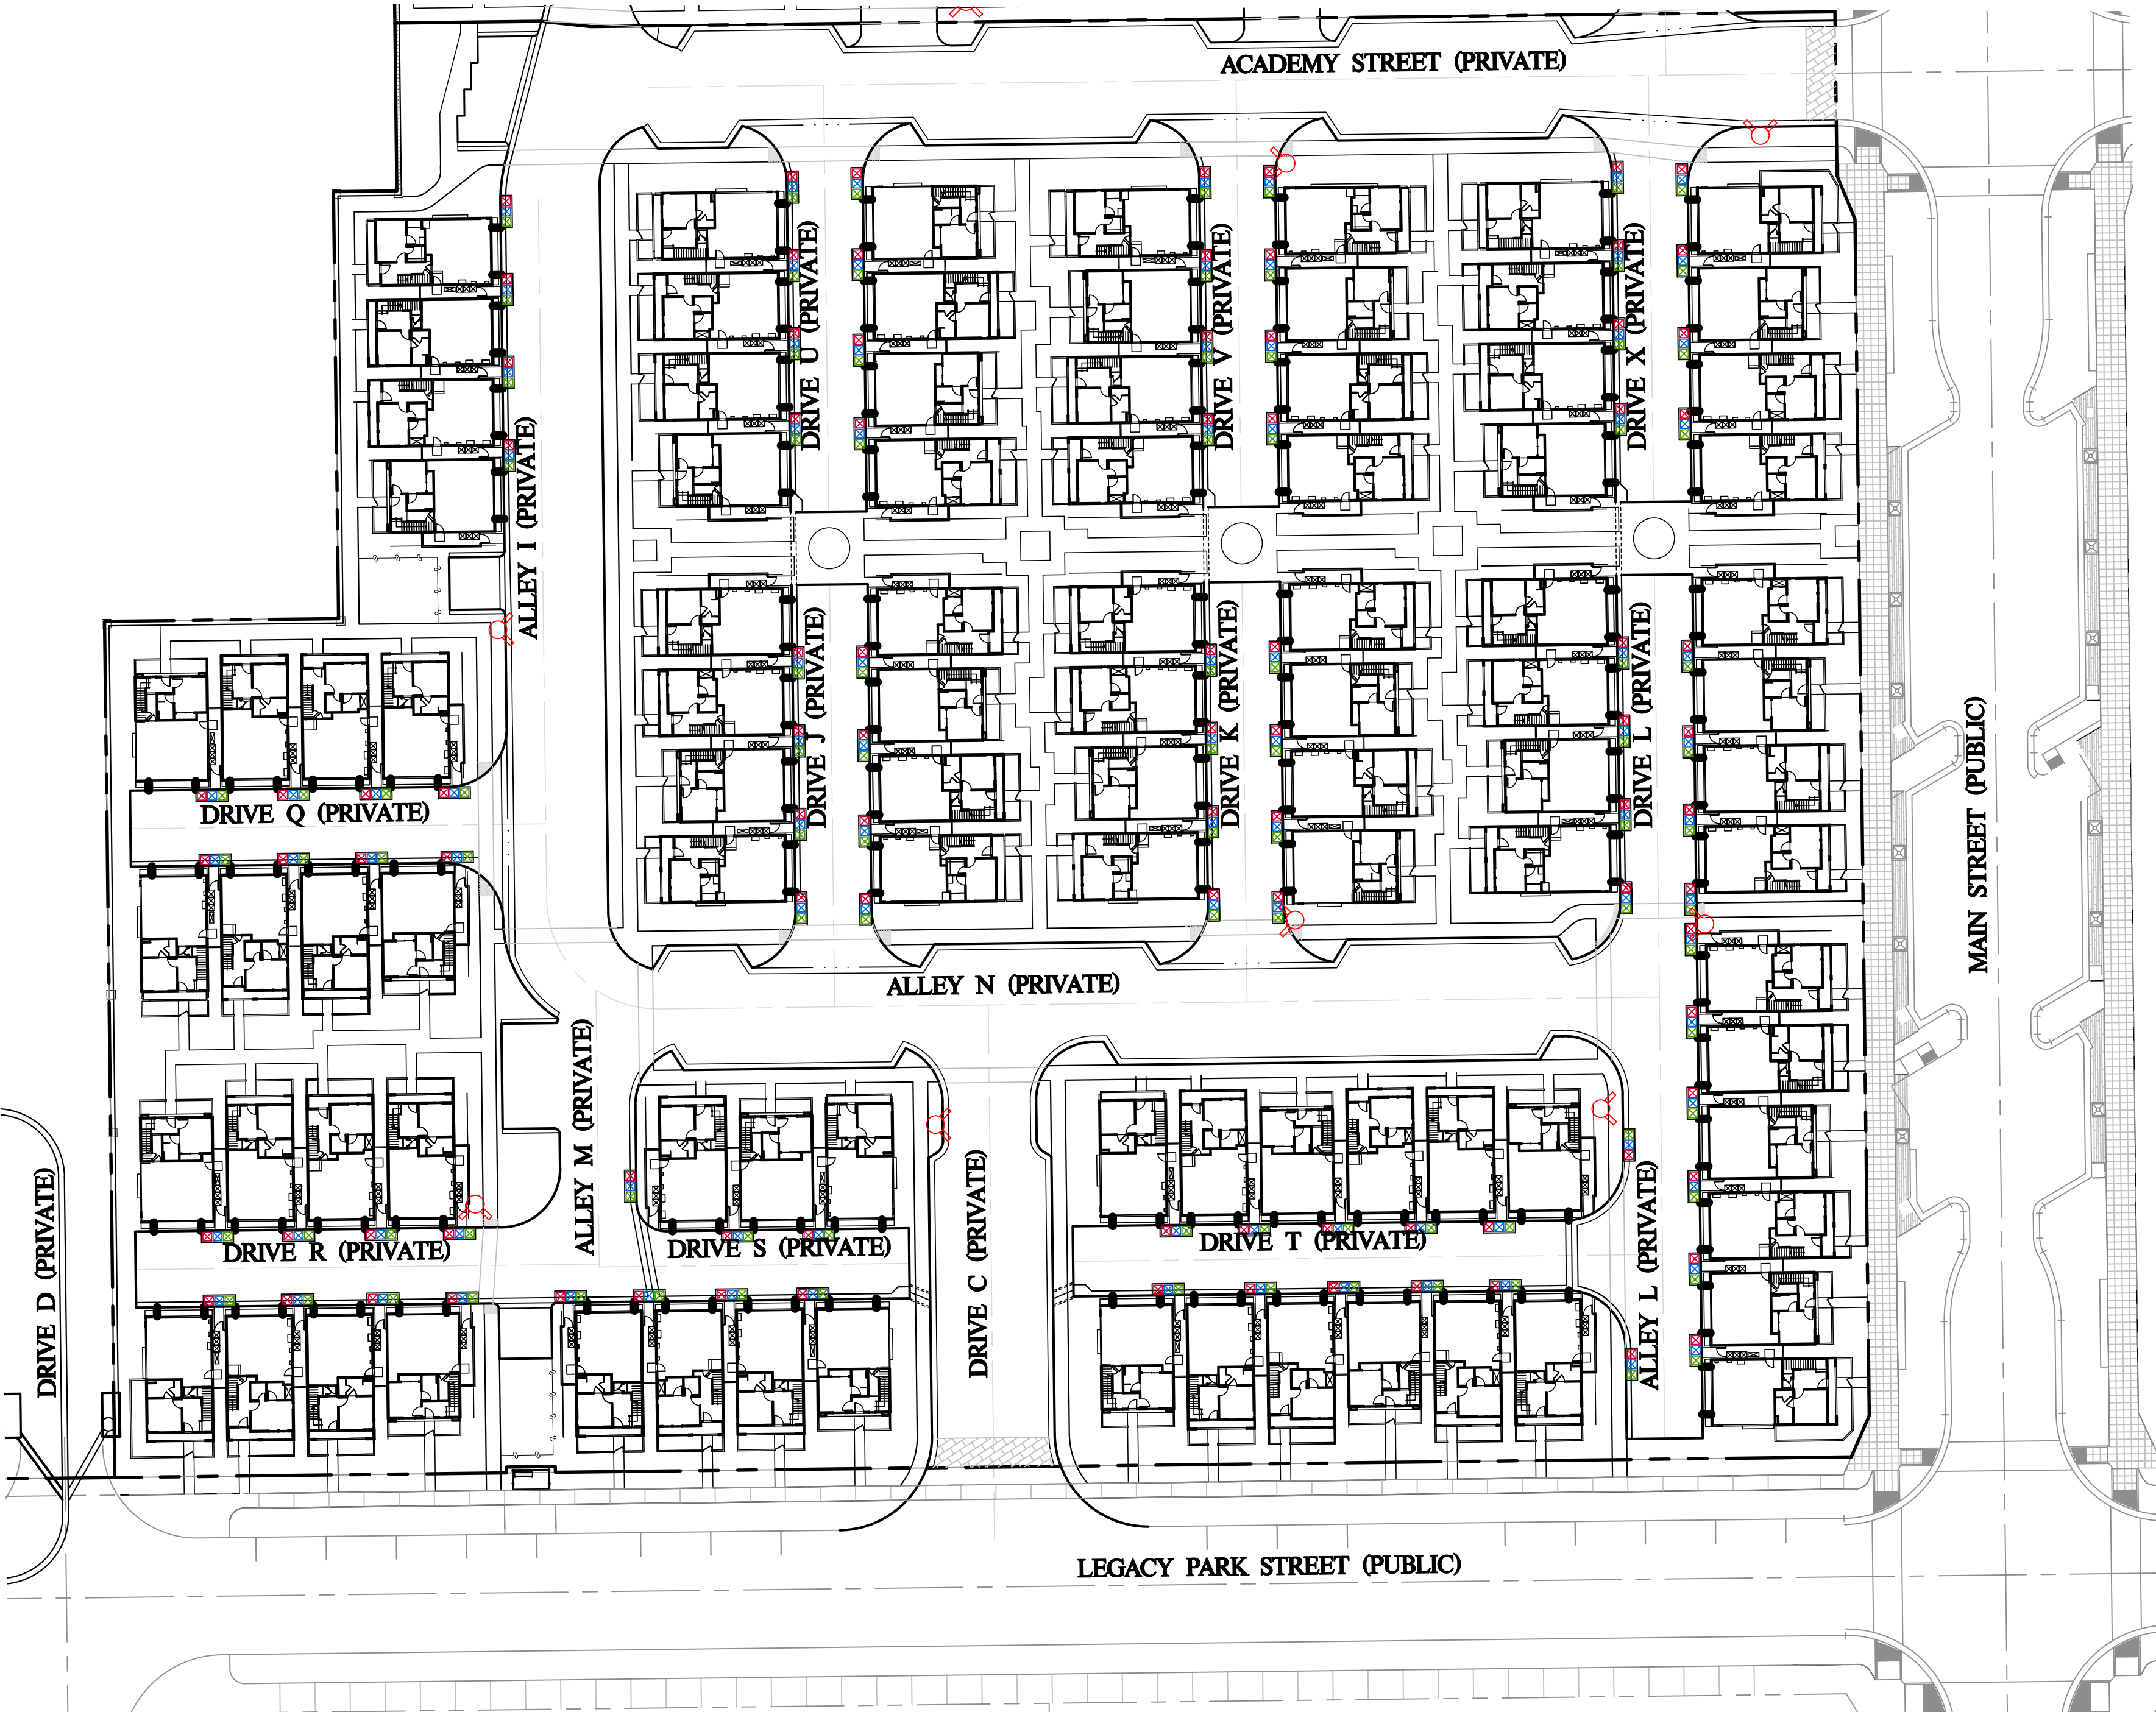 ACADEMY STREET (PRIVATE)
DRIVE U (PRIVATE)
DRIVE V (PRIVATE)
DRIVE X (PRIVATE)
ALLEY I (PRIVATE)
DRIVE J (PRIVATE)
DRIVE K (PRIVATE)
DRIVE L (PRIVATE)
MAIN STREET (PUBLIC)
DRIVE Q (PRIVATE)
ALLEY N (PRIVATE)
ALLEY M (PRIVATE)
DRIVE D (PRIVATE)
DRIVE R (PRIVATE)
DRIVE S (PRIVATE)
DRIVE C (PRIVATE)
DRIVE T (PRIVATE)
ALLEY L (PRIVATE)
LEGACY PARK STREET (PUBLIC)